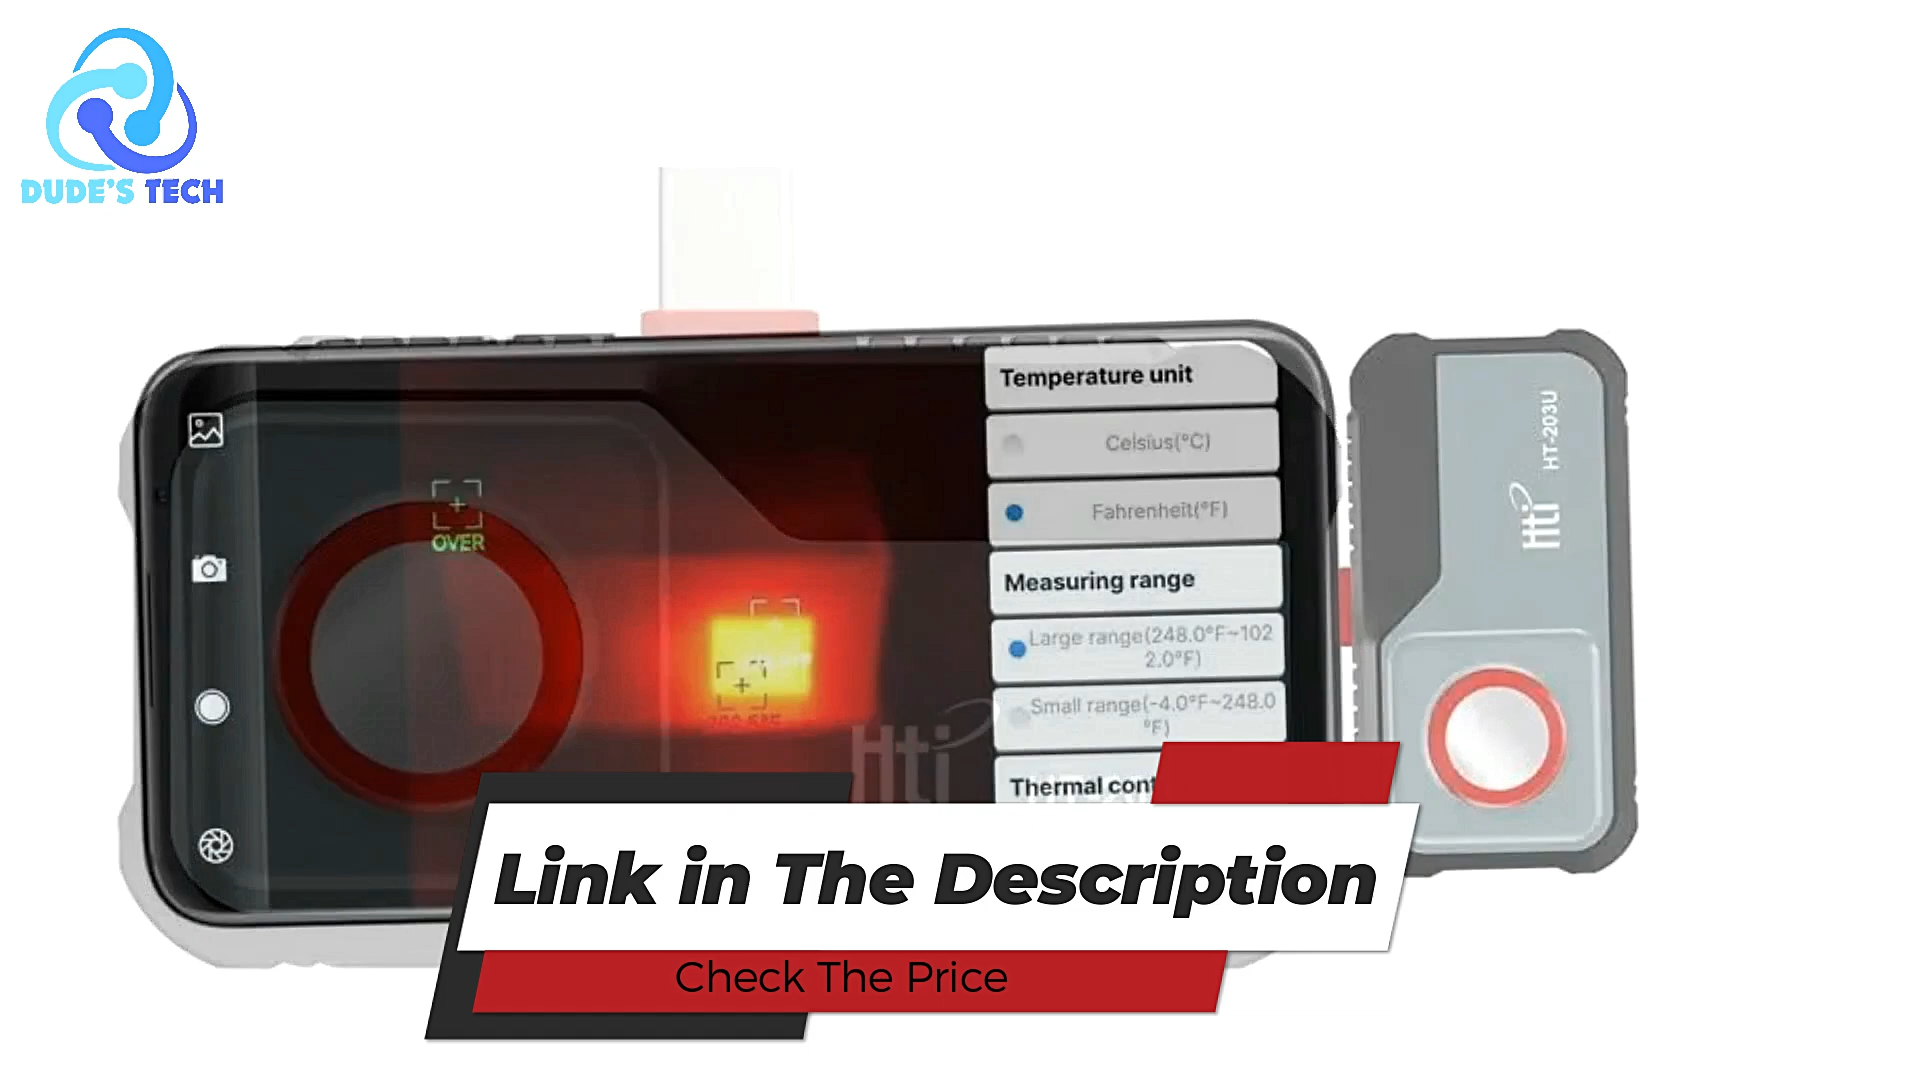 DUDE'S TECH
Temperature unit
Celsius(°C)
Fahrenheit(°F)
Measuring range
Large range(248.0°F~102
2.0°F)
Small range(-4.0°F~248.0
°F)
Thermal cont
OVER
Hti
HT-203U
Hti
Link in The Description
Check The Price